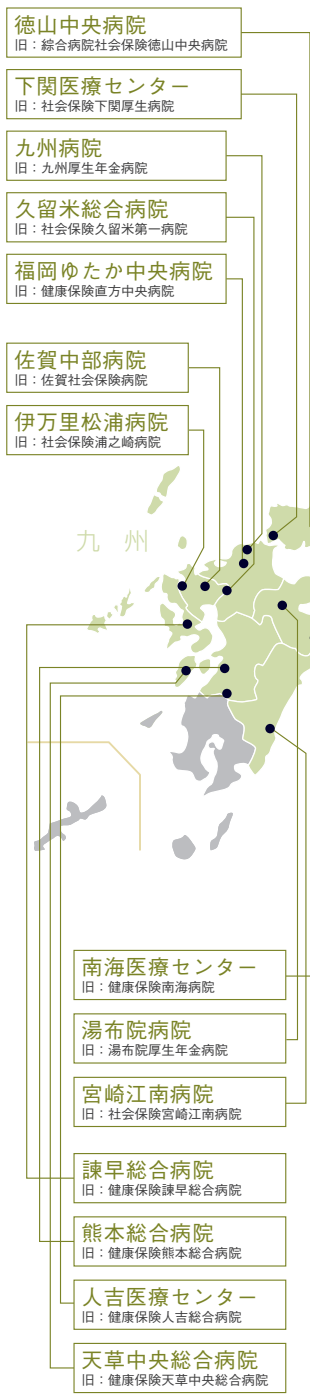 徳山中央病院
旧：綜合病院社会保険徳山中央病院
下関医療センター
旧：社会保険下関厚生病院
九州病院
旧：九州厚生年金病院
久留米総合病院
旧：社会保険久留米第一病院
福岡ゆたか中央病院
旧：健康保険直方中央病院
佐賀中部病院
旧：佐賀社会保険病院
伊万里松浦病院
旧：社会保険浦之崎病院
九 州
南海医療センター
旧：健康保険南海病院
湯布院病院
旧：湯布院厚生年金病院
宮崎江南病院
旧：社会保険宮崎江南病院
諫早総合病院
旧：健康保険諫早総合病院
熊本総合病院
旧：健康保険熊本総合病院
人吉医療センター
旧：健康保険人吉総合病院
天草中央総合病院
旧：健康保険天草中央総合病院